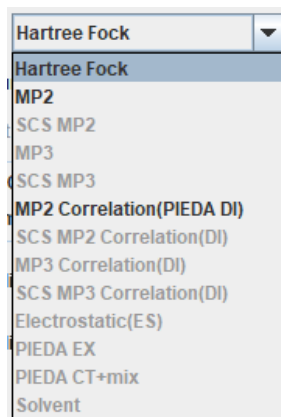 Hartree Fock
Hartree Fock
MP2
SCS MP2
MP3
SCS MP3
MP2 Correlation(PIEDA DI)
SCS MP2 Correlation(DI)
MP3 Correlation(DI)
SCS MP3 Correlation(DI)
Electrostatic(ES)
PIEDA EX
PIEDA CT+mix
Solvent